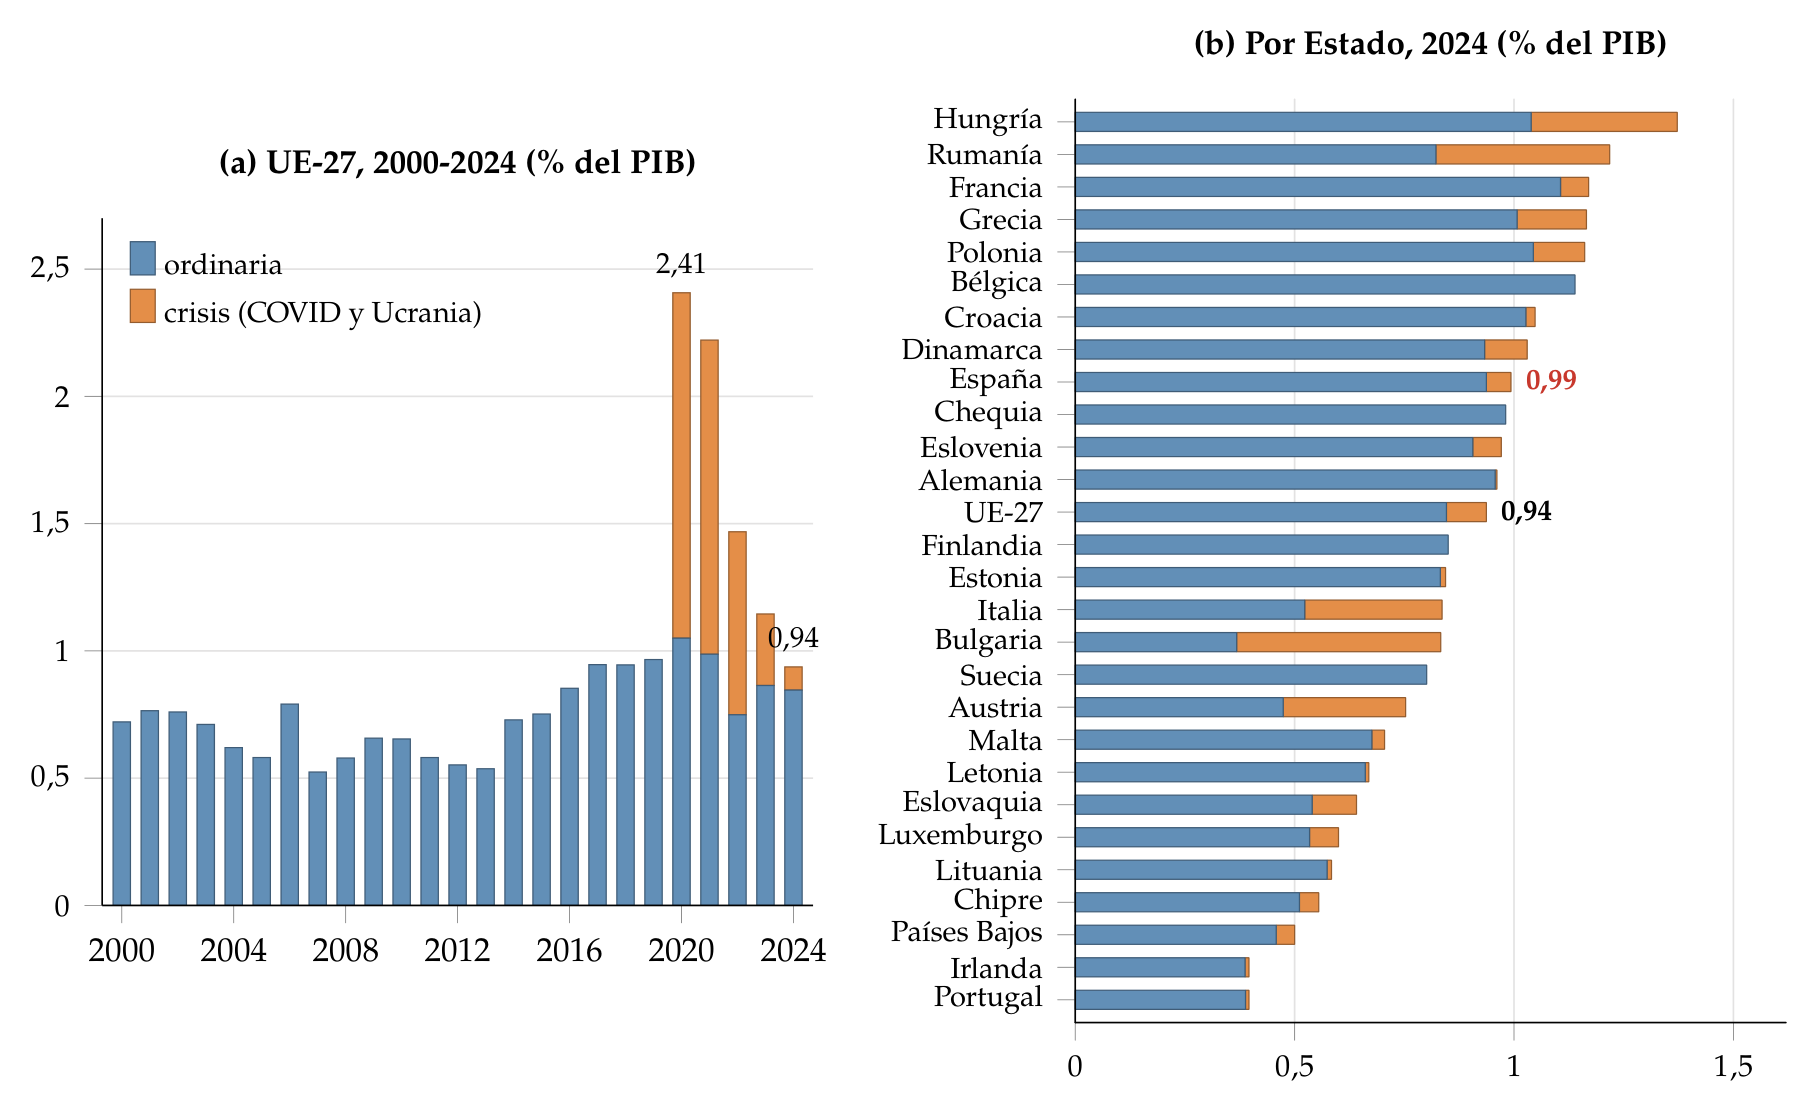 (a) UE-27, 2000-2024 (% del PIB)
ordinaria
crisis (COVID y Ucrania)
2,5
2
1,5
1
0,5
0
2,41
0,94
2000 2004 2008 2012 2016 2020 2024
(b) Por Estado, 2024 (% del PIB)
Hungría
Rumanía
Francia
Grecia
Polonia
Bélgica
Croacia
Dinamarca
España 0,99
Chequia
Eslovenia
Alemania
UE-27 0,94
Finlandia
Estonia
Italia
Bulgaria
Suecia
Austria
Malta
Letonia
Eslovaquia
Luxemburgo
Lituania
Chipre
Países Bajos
Irlanda
Portugal
0 0,5 1 1,5